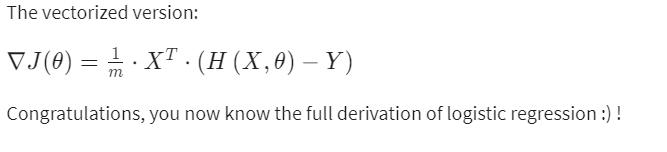 The vectorized version:
∇J(θ) = 1/m · X^T · (H (X, θ) − Y)
Congratulations, you now know the full derivation of logistic regression :) !